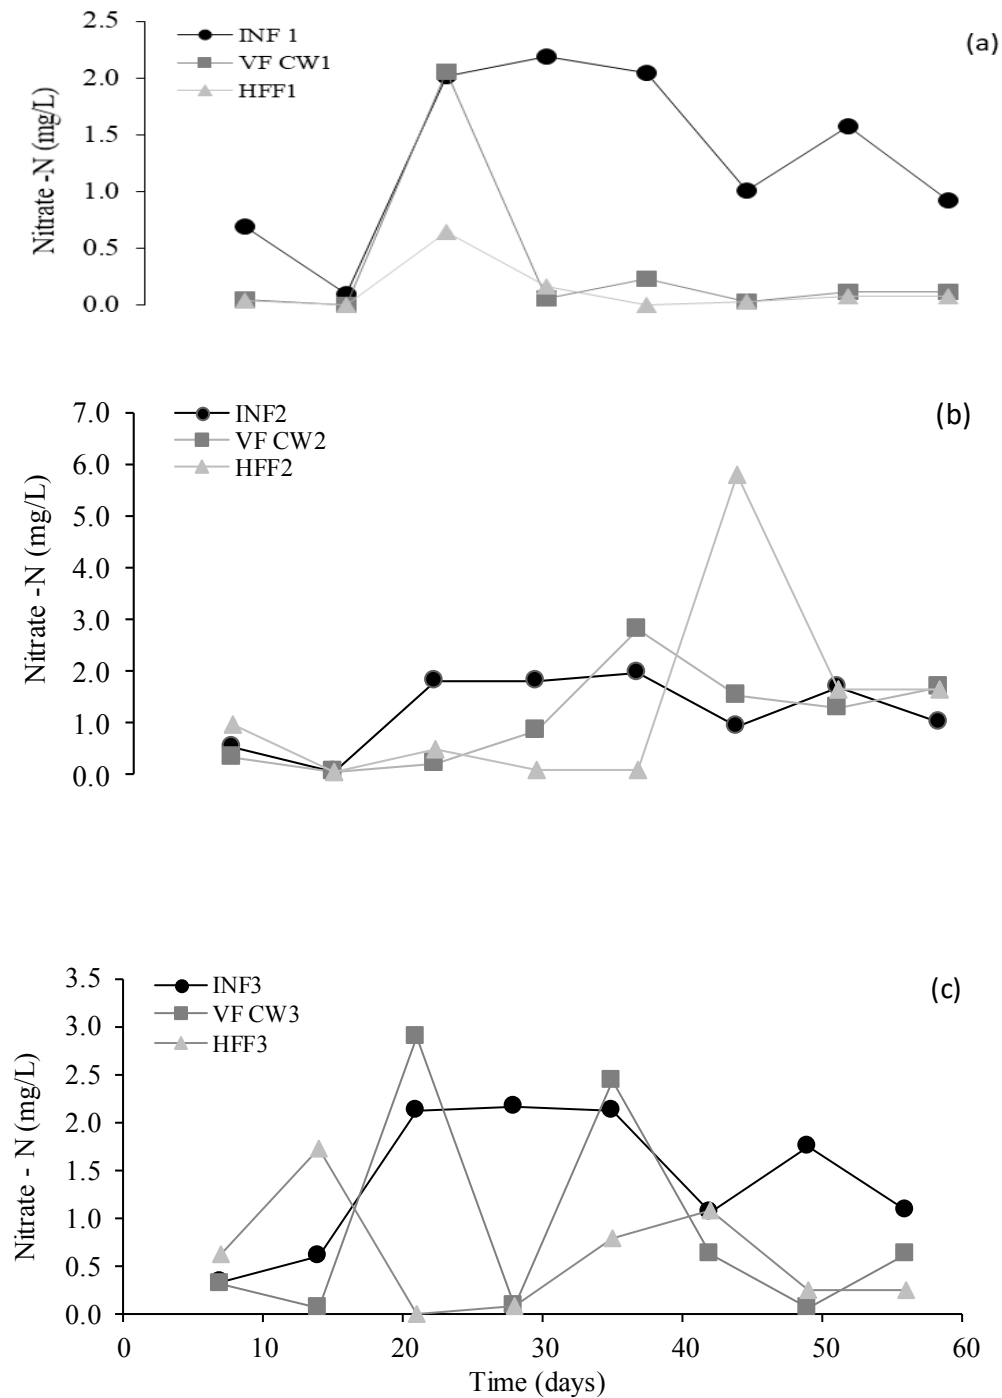 2.5
INF 1
(a)
VF CW1
2.0
HFF1
1.5
1.0
0.5
0.0
Nitrate -N (mg/L)
7.0
INF2
(b)
VF CW2
6.0
HFF2
5.0
4.0
3.0
2.0
1.0
0.0
Nitrate -N (mg/L)
3.5
INF3
(c)
VF CW3
3.0
HFF3
2.5
2.0
1.5
1.0
0.5
0.0
Nitrate - N (mg/L)
0 10 20 30 40 50 60
Time (days)